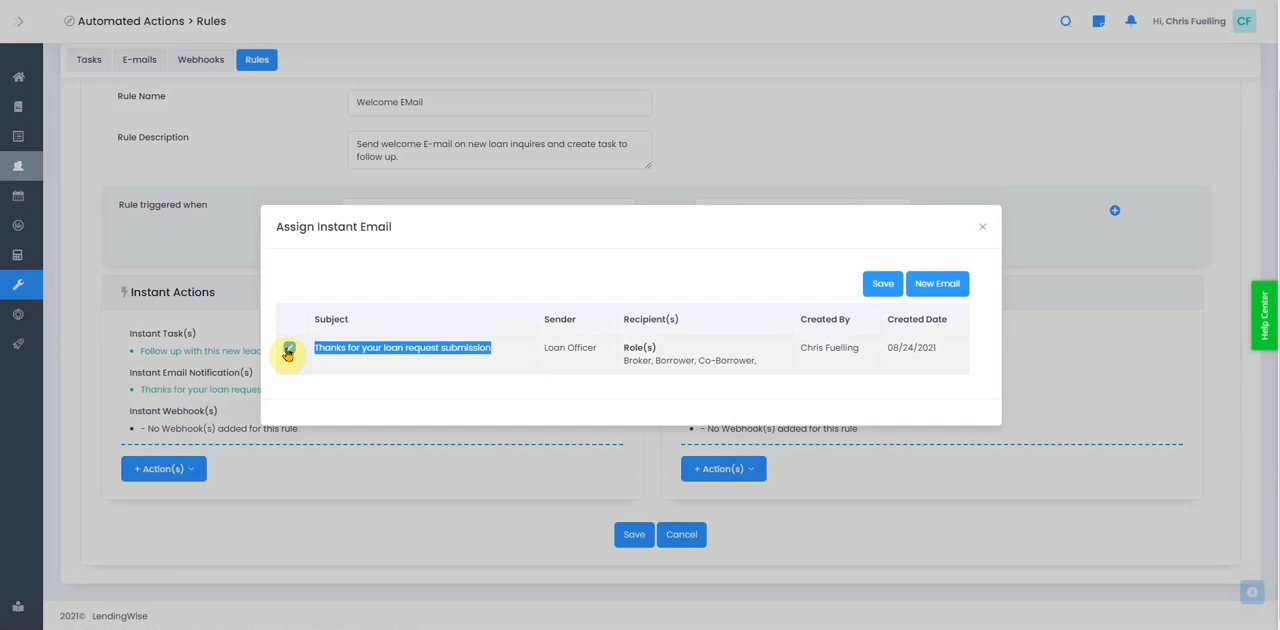 Automated Actions > Rules
Hi, Chris Fuelling CF
Tasks E-mails Webhooks Rules
Rule Name
Welcome EMail
Rule Description
Send welcome E-mail on new loan inquires and create task to
follow up.
Rule triggered when
Assign Instant Email
Save New Email
Subject Sender Recipient(s) Created By Created Date
Thanks for your loan request submission Loan Officer Role(s) Chris Fuelling 08/24/2021
Broker, Borrower, Co-Borrower,
Instant Actions
Instant Task(s)
Follow up with this new lead
Instant Email Notification(s)
Thanks for your loan reques
Instant Webhook(s)
- No Webhook(s) added for this rule
- No Webhook(s) added for this rule
+ Action(s)
+ Action(s)
Save Cancel
Help Center
2021© LendingWise